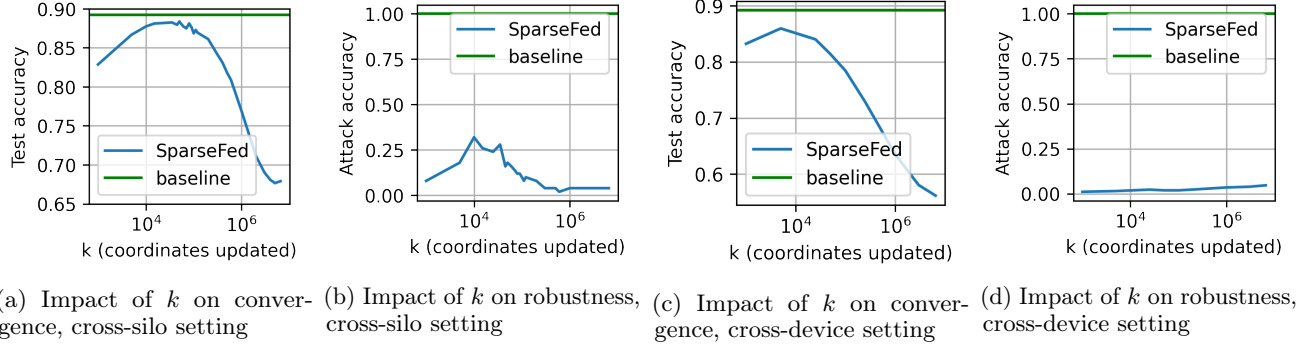 0.90
0.85
0.80
0.75
0.70
0.65
Test accuracy
SparseFed
baseline
10^4
10^6
k (coordinates updated)
(a) Impact of k on conver-
gence, cross-silo setting
1.00
0.75
0.50
0.25
0.00
Attack accuracy
SparseFed
baseline
10^4
10^6
k (coordinates updated)
(b) Impact of k on robustness,
cross-silo setting
0.9
0.8
0.7
0.6
Test accuracy
SparseFed
baseline
10^4
10^6
k (coordinates updated)
(c) Impact of k on conver-
gence, cross-device setting
1.00
0.75
0.50
0.25
0.00
Attack accuracy
SparseFed
baseline
10^4
10^6
k (coordinates updated)
(d) Impact of k on robustness,
cross-device setting